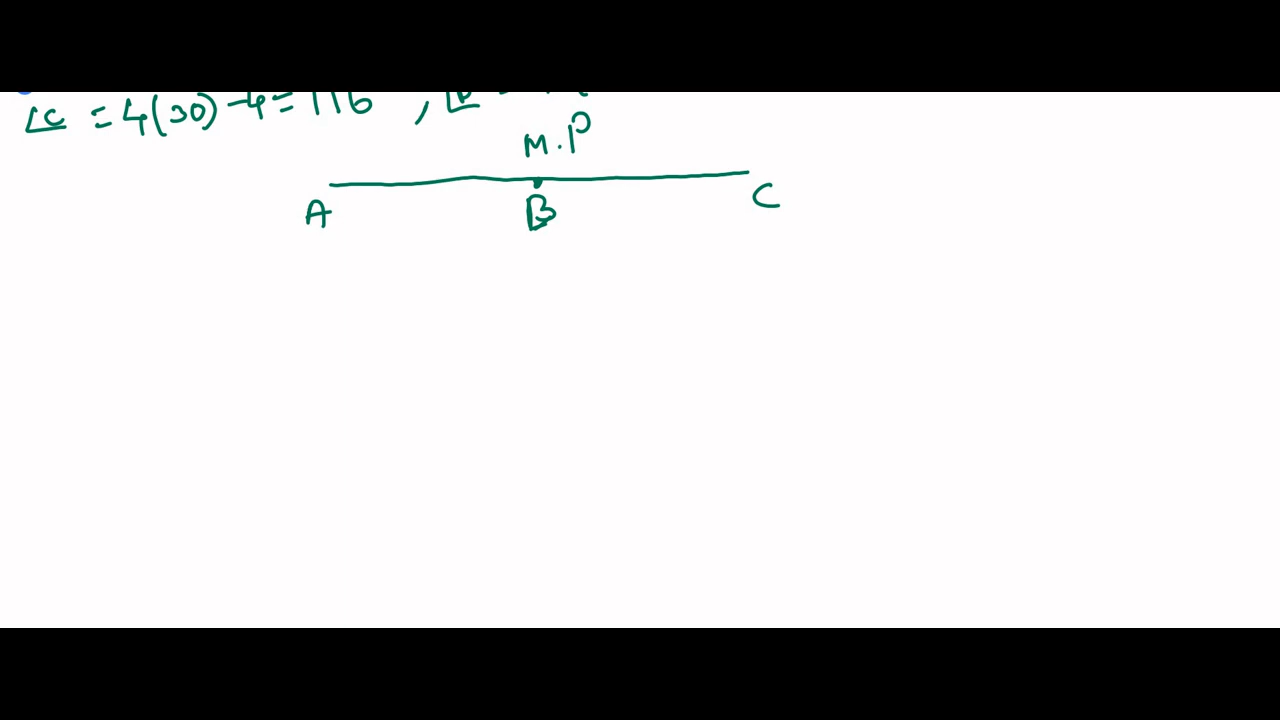 ∠C = 4(30) - 4 = 116 ,
M.P
A B C